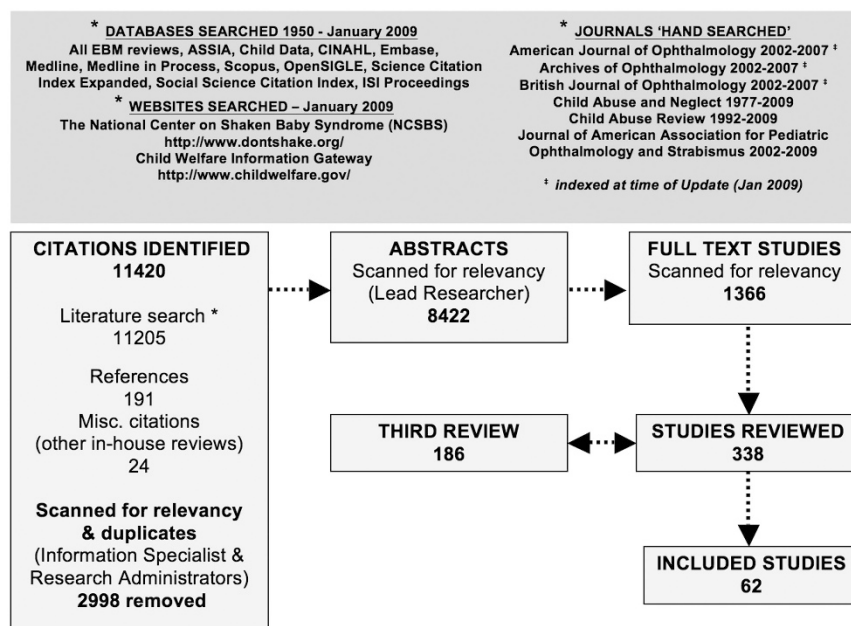 * DATABASES SEARCHED 1950 - January 2009
All EBM reviews, ASSIA, Child Data, CINAHL, Embase,
Medline, Medline in Process, Scopus, OpenSIGLE, Science Citation
Index Expanded, Social Science Citation Index, ISI Proceedings
* WEBSITES SEARCHED – January 2009
The National Center on Shaken Baby Syndrome (NCSBS)
http://www.dontshake.org/
Child Welfare Information Gateway
http://www.childwelfare.gov/
* JOURNALS ‘HAND SEARCHED’
American Journal of Ophthalmology 2002-2007 ‡
Archives of Ophthalmology 2002-2007 ‡
British Journal of Ophthalmology 2002-2007 ‡
Child Abuse and Neglect 1977-2009
Child Abuse Review 1992-2009
Journal of American Association for Pediatric
Ophthalmology and Strabismus 2002-2009
‡ indexed at time of Update (Jan 2009)
CITATIONS IDENTIFIED
11420
Literature search *
11205
References
191
Misc. citations
(other in-house reviews)
24
Scanned for relevancy
& duplicates
(Information Specialist &
Research Administrators)
2998 removed
ABSTRACTS
Scanned for relevancy
(Lead Researcher)
8422
FULL TEXT STUDIES
Scanned for relevancy
1366
THIRD REVIEW
186
STUDIES REVIEWED
338
INCLUDED STUDIES
62